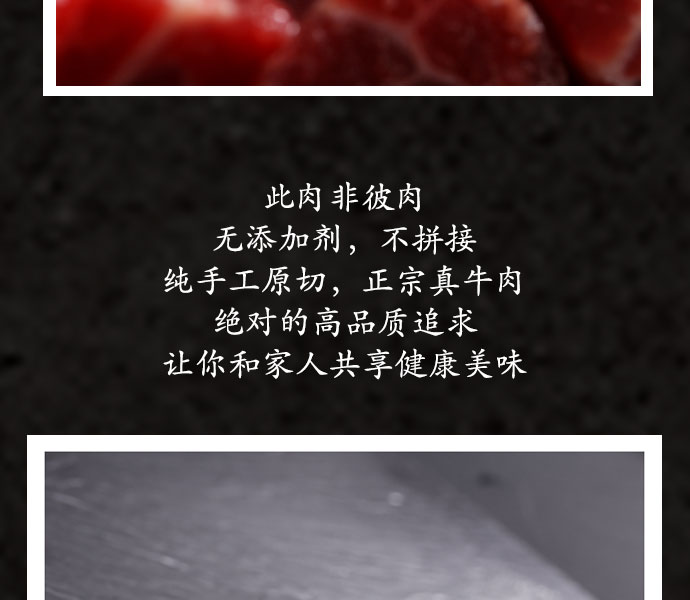 此肉非彼肉
无添加剂，不拼接
纯手工原切，正宗真牛肉
绝对的高品质追求
让你和家人共享健康美味